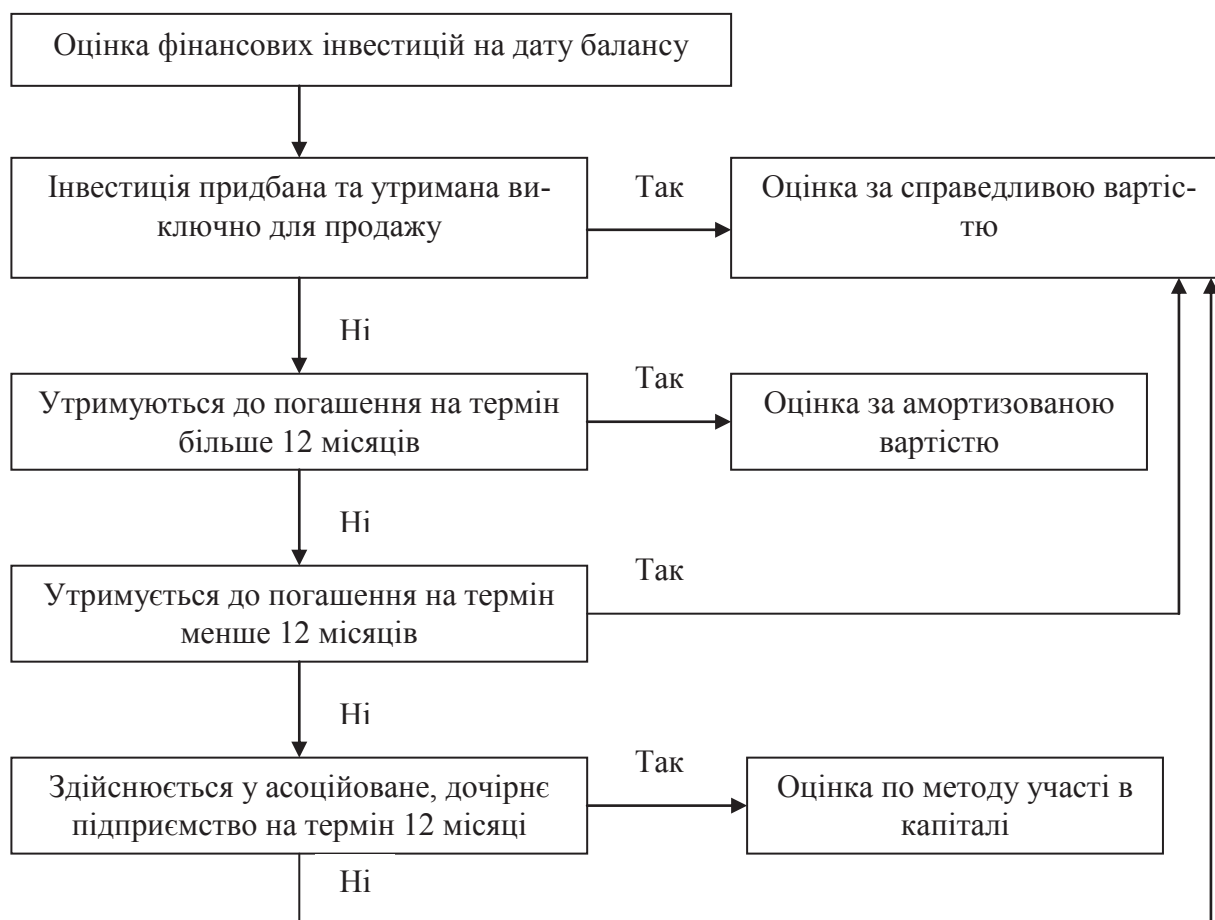 Оцінка фінансових інвестицій на дату балансу
Інвестиція придбана та утримана ви-
ключно для продажу
Так
Оцінка за справедливою вартіс-
тю
Ні
Утримуються до погашення на термін
більше 12 місяців
Так
Оцінка за амортизованою
вартістю
Ні
Утримується до погашення на термін
менше 12 місяців
Так
Ні
Здійснюється у асоційоване, дочірнє
підприємство на термін 12 місяці
Так
Оцінка по методу участі в
капіталі
Ні